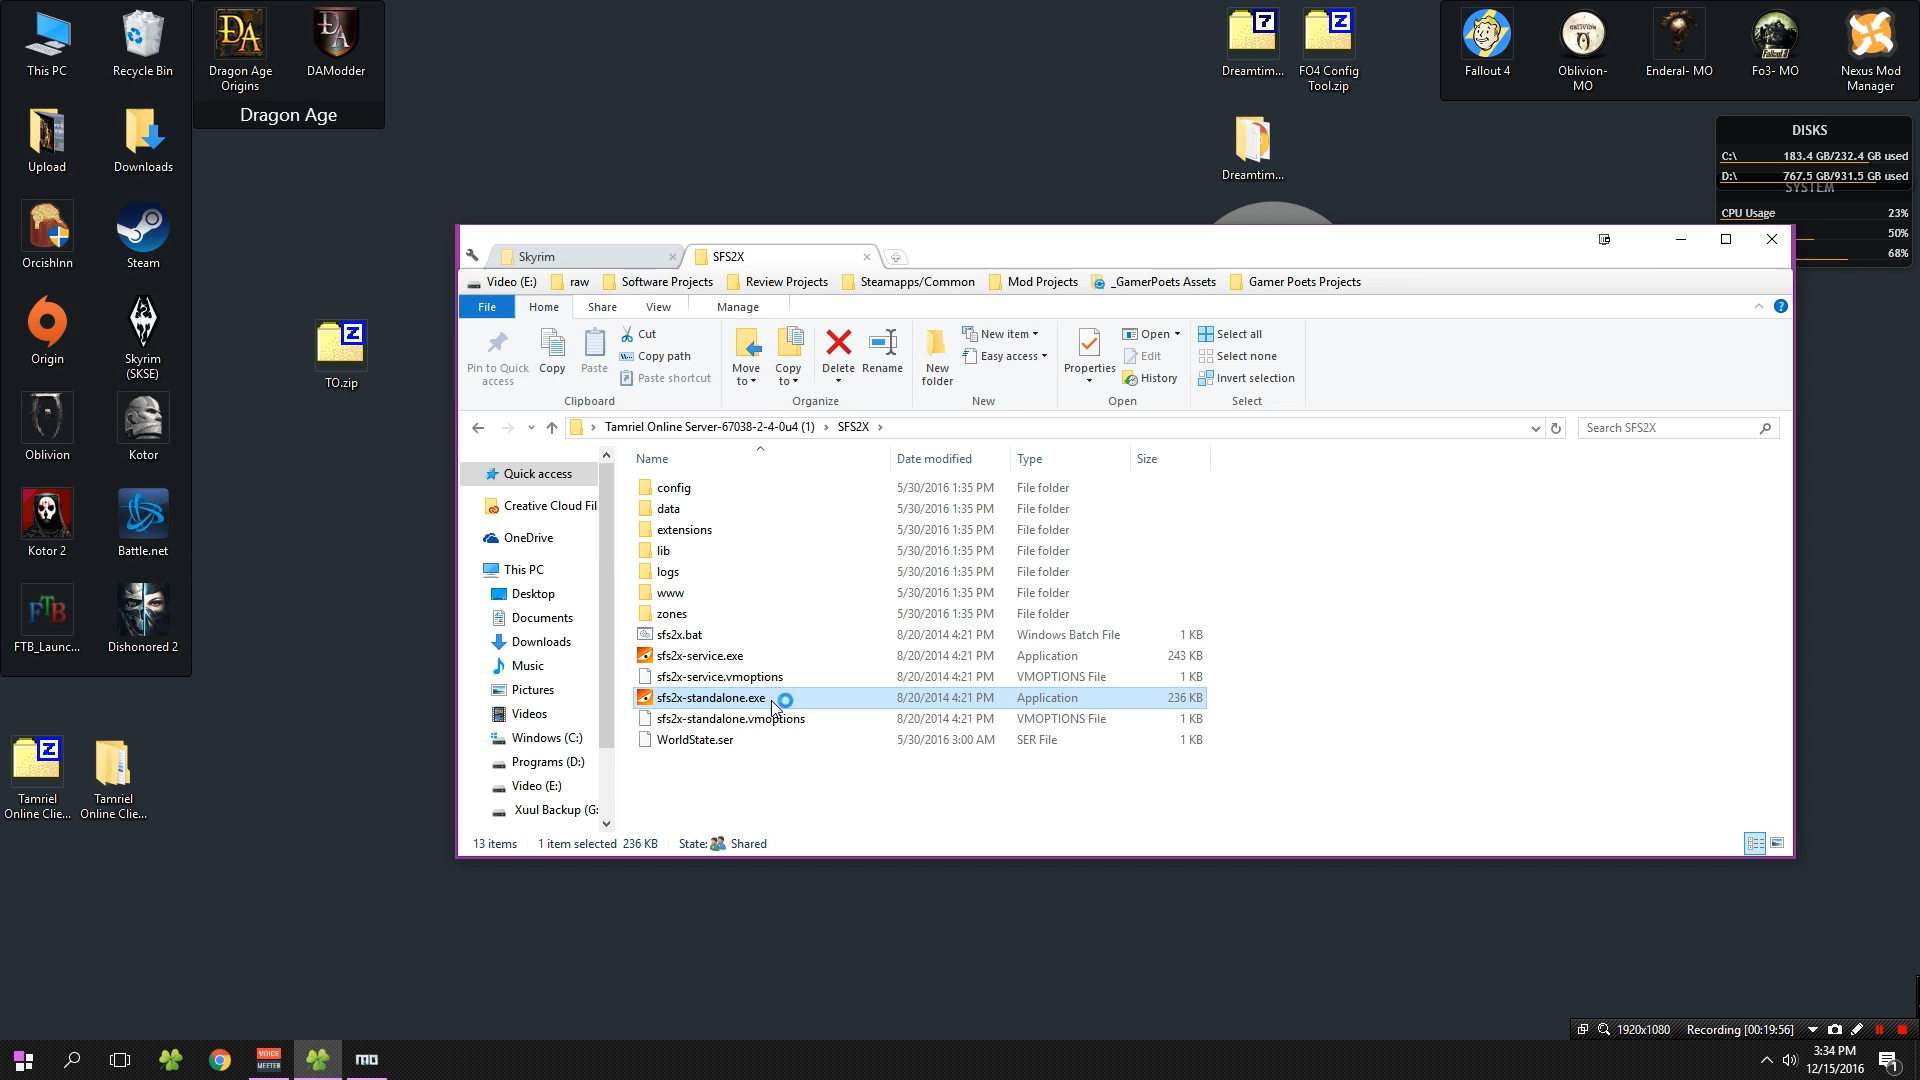 This PC
Recycle Bin
Dragon Age
Origins
DAModder
Dragon Age
Upload
Downloads
OrcishInn
Steam
Origin
Skyrim
(SKSE)
Oblivion
Kotor
Kotor 2
Battle.net
FTB_Launc...
Dishonored 2
Tamriel
Online Clie...
Tamriel
Online Clie...
TO.zip
Dreamtim...
FO4 Config
Tool.zip
Dreamtim...
Fallout 4
Oblivion-
MO
Enderal- MO
Fo3- MO
Nexus Mod
Manager
DISKS
C:\ 183.4 GB/232.4 GB used
D:\ 767.5 GB/931.5 GB used
SYSTEM
CPU Usage 23%
50%
68%
Skyrim
SFS2X
Video (E:)
raw
Software Projects
Review Projects
Steamapps/Common
Mod Projects
_GamerPoets Assets
Gamer Poets Projects
File
Home
Share
View
Manage
Pin to Quick
access
Copy
Paste
Cut
Copy path
Paste shortcut
Clipboard
Move
to
Copy
to
Delete
Rename
Organize
New
folder
New item
Easy access
New
Properties
Open
Edit
History
Open
Select all
Select none
Invert selection
Select
Tamriel Online Server-67038-2-4-0u4 (1) › SFS2X ›
Search SFS2X
Quick access
Creative Cloud Fil
OneDrive
This PC
Desktop
Documents
Downloads
Music
Pictures
Videos
Windows (C:)
Programs (D:)
Video (E:)
Xuul Backup (G:
Name Date modified Type Size
config 5/30/2016 1:35 PM File folder
data 5/30/2016 1:35 PM File folder
extensions 5/30/2016 1:35 PM File folder
lib 5/30/2016 1:35 PM File folder
logs 5/30/2016 1:35 PM File folder
www 5/30/2016 1:35 PM File folder
zones 5/30/2016 1:35 PM File folder
sfs2x.bat 8/20/2014 4:21 PM Windows Batch File 1 KB
sfs2x-service.exe 8/20/2014 4:21 PM Application 243 KB
sfs2x-service.vmoptions 8/20/2014 4:21 PM VMOPTIONS File 1 KB
sfs2x-standalone.exe 8/20/2014 4:21 PM Application 236 KB
sfs2x-standalone.vmoptions 8/20/2014 4:21 PM VMOPTIONS File 1 KB
WorldState.ser 5/30/2016 3:00 AM SER File 1 KB
13 items 1 item selected 236 KB State: Shared
1920x1080 Recording [00:19:56]
VOICE
MEETER
MO
3:34 PM
12/15/2016
1